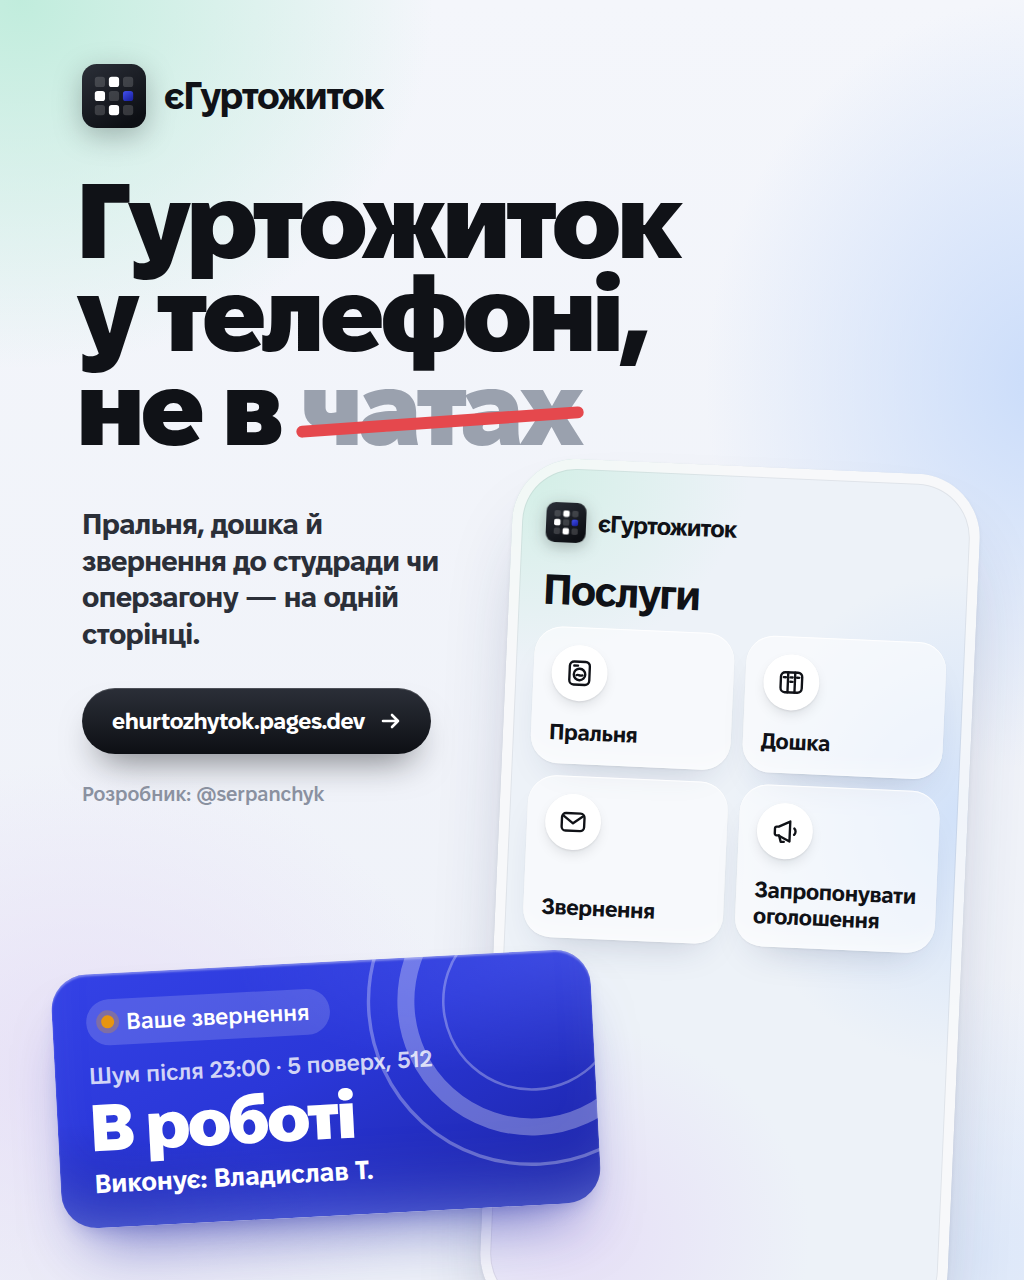 єГуртожиток
Гуртожиток
у телефоні,
не в чатах
Пральня, дошка й
звернення до студради чи
оперзагону — на одній
сторінці.
ehurtozhytok.pages.dev →
Розробник: @serpanchyk
єГуртожиток
Послуги
Пральня
Дошка
Звернення
Запропонувати
оголошення
Ваше звернення
Шум після 23:00 · 5 поверх, 512
В роботі
Виконує: Владислав Т.